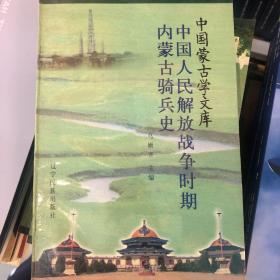 中国蒙古学文库
中国人民解放战争时期
内蒙古骑兵史
辽宁民族出版社